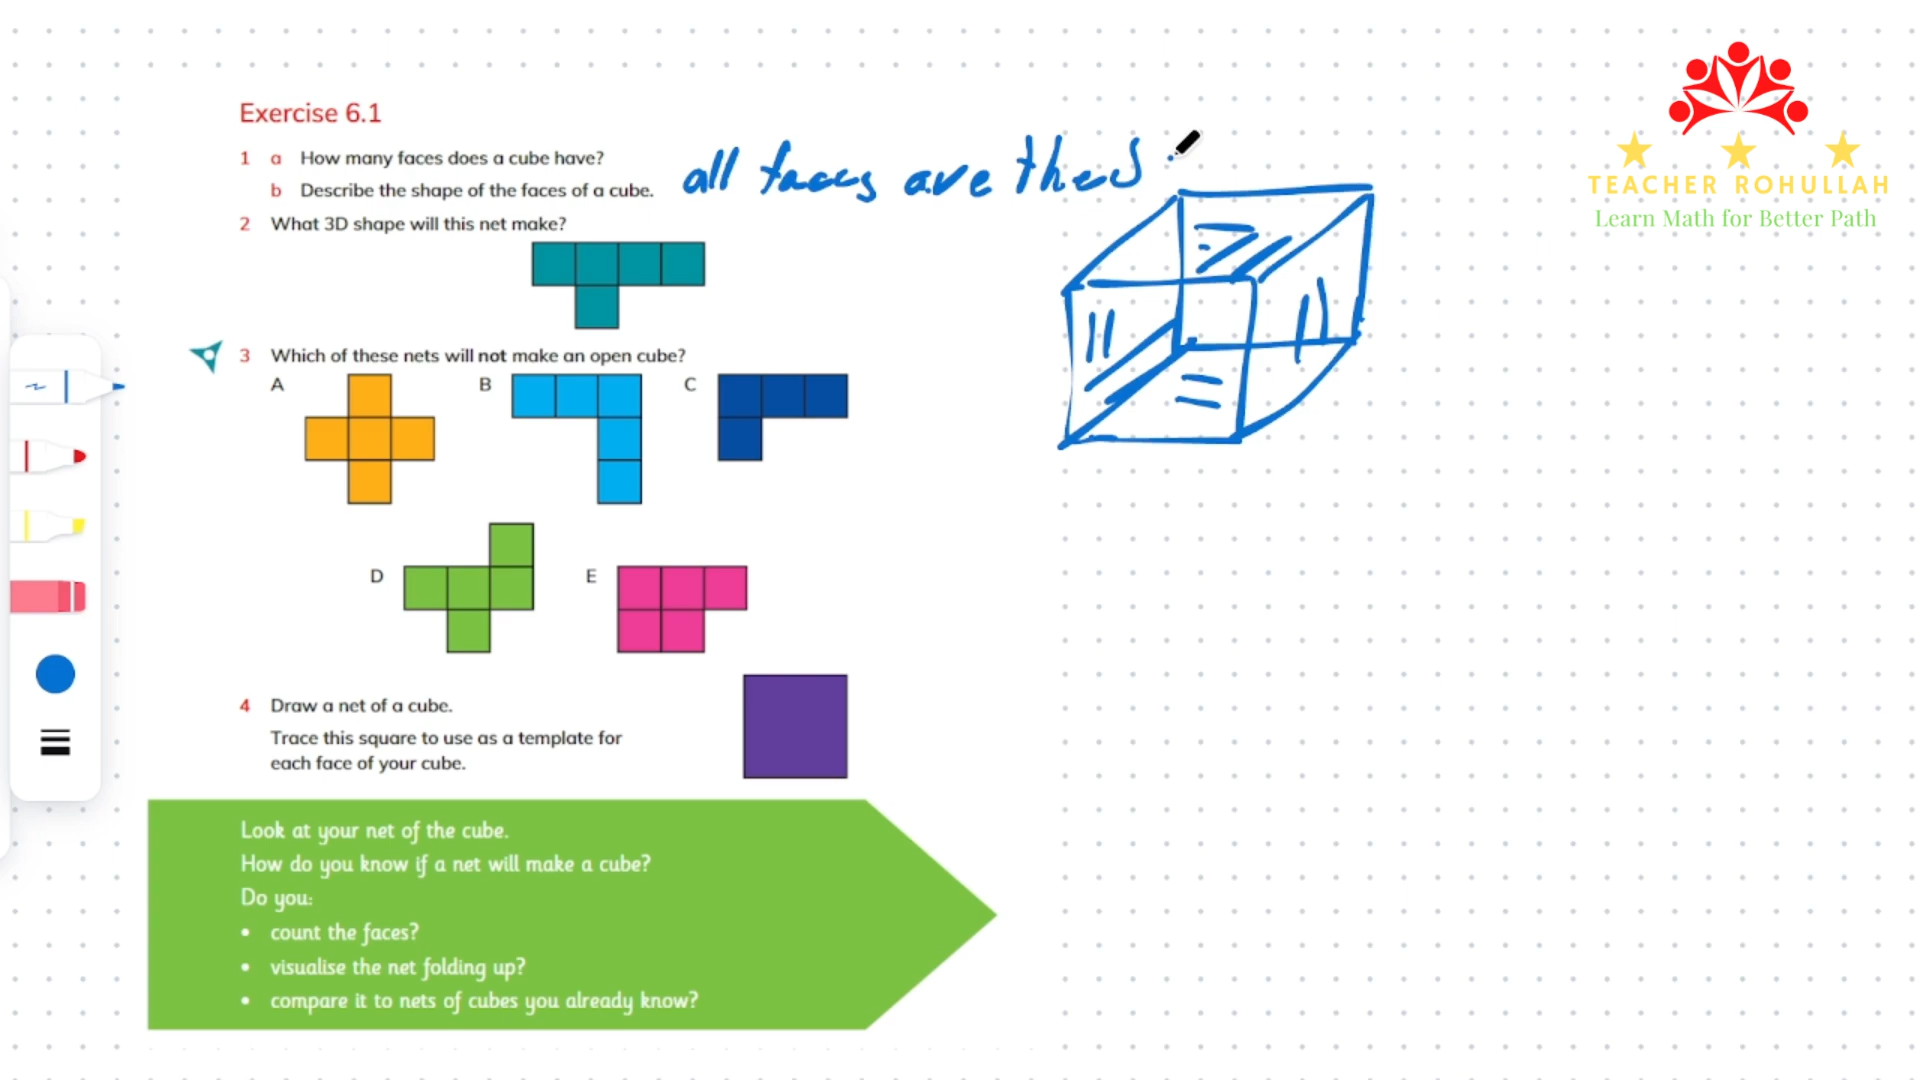 Exercise 6.1
1 a How many faces does a cube have?
b Describe the shape of the faces of a cube.
all faces are the S
2 What 3D shape will this net make?
3 Which of these nets will not make an open cube?
A B C
D E
4 Draw a net of a cube.
Trace this square to use as a template for
each face of your cube.
Look at your net of the cube.
How do you know if a net will make a cube?
Do you:
• count the faces?
• visualise the net folding up?
• compare it to nets of cubes you already know?
TEACHER ROHULLAH
Learn Math for Better Path